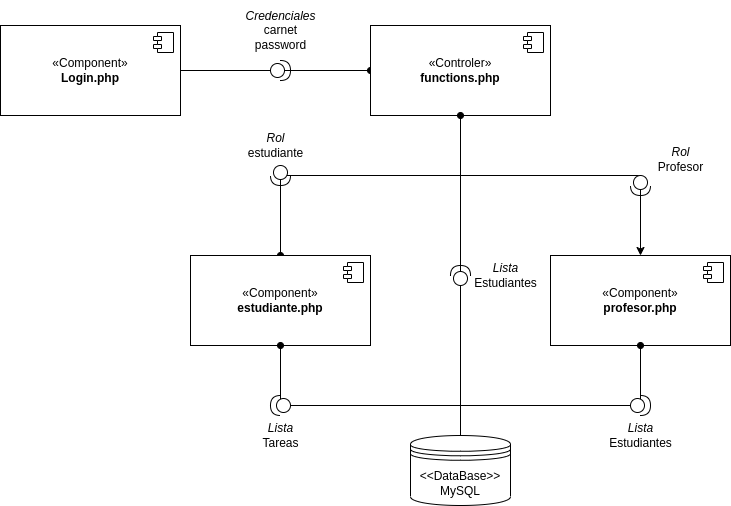 Credenciales
carnet
password
«Component»
Login.php
«Controler»
functions.php
Rol
estudiante
Rol
Profesor
Lista
Estudiantes
«Component»
estudiante.php
«Component»
profesor.php
Lista
Tareas
Lista
Estudiantes
<<DataBase>>
MySQL